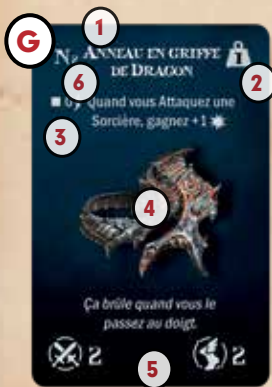 G
1
ANNEAU EN GRIFFE
DE DRAGON
1
2
6
Quand vous Attaquez une
Sorcière, gagnez +1
3
4
Ça brûle quand vous le
passez au doigt.
2
2
5